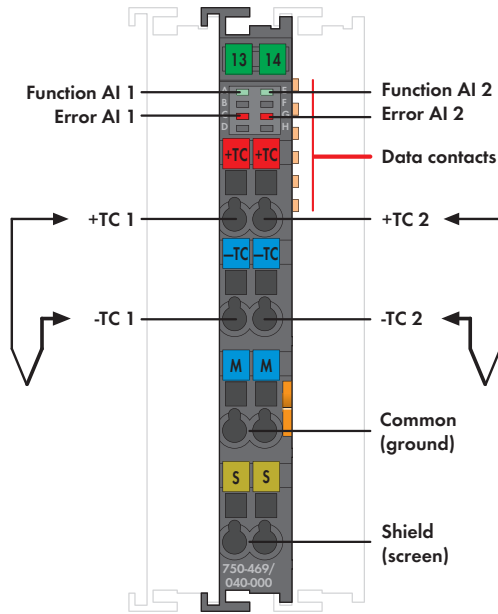 13 14
Function AI 1
Function AI 2
A E
B F
Error AI 1
C G
Error AI 2
D H
+TC +TC
Data contacts
+TC 1
+TC 2
–TC –TC
-TC 1
-TC 2
M M
Common
(ground)
S S
Shield
(screen)
750-469/
040-000